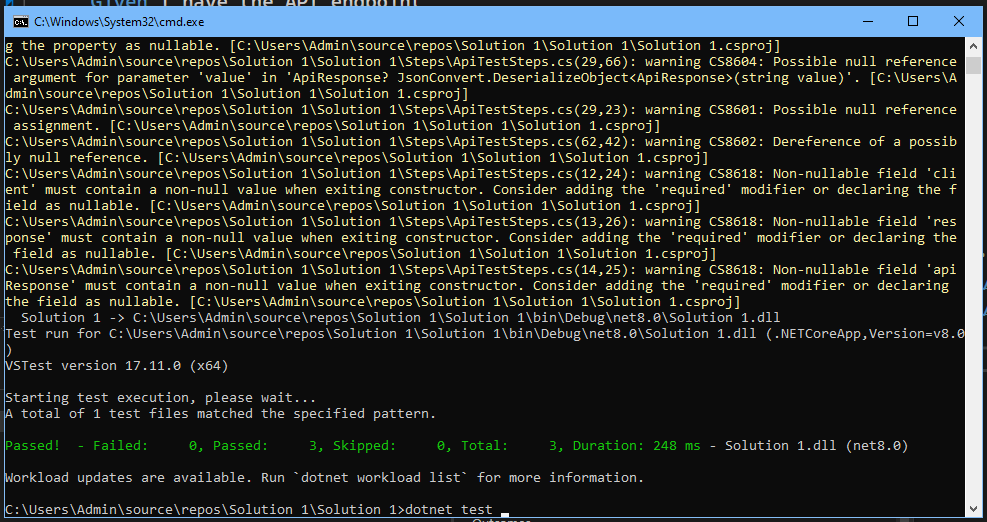 Given I have the API endpoint
C:\Windows\System32\cmd.exe
g the property as nullable. [C:\Users\Admin\source\repos\Solution 1\Solution 1\Solution 1.csproj]
C:\Users\Admin\source\repos\Solution 1\Solution 1\Steps\ApiTestSteps.cs(29,66): warning CS8604: Possible null reference
 argument for parameter 'value' in 'ApiResponse? JsonConvert.DeserializeObject<ApiResponse>(string value)'. [C:\Users\A
dmin\source\repos\Solution 1\Solution 1\Solution 1.csproj]
C:\Users\Admin\source\repos\Solution 1\Solution 1\Steps\ApiTestSteps.cs(29,23): warning CS8601: Possible null reference
 assignment. [C:\Users\Admin\source\repos\Solution 1\Solution 1\Solution 1.csproj]
C:\Users\Admin\source\repos\Solution 1\Solution 1\Steps\ApiTestSteps.cs(62,42): warning CS8602: Dereference of a possib
ly null reference. [C:\Users\Admin\source\repos\Solution 1\Solution 1\Solution 1.csproj]
C:\Users\Admin\source\repos\Solution 1\Solution 1\Steps\ApiTestSteps.cs(12,24): warning CS8618: Non-nullable field 'cli
ent' must contain a non-null value when exiting constructor. Consider adding the 'required' modifier or declaring the f
ield as nullable. [C:\Users\Admin\source\repos\Solution 1\Solution 1\Solution 1.csproj]
C:\Users\Admin\source\repos\Solution 1\Solution 1\Steps\ApiTestSteps.cs(13,26): warning CS8618: Non-nullable field 'res
ponse' must contain a non-null value when exiting constructor. Consider adding the 'required' modifier or declaring the
 field as nullable. [C:\Users\Admin\source\repos\Solution 1\Solution 1\Solution 1.csproj]
C:\Users\Admin\source\repos\Solution 1\Solution 1\Steps\ApiTestSteps.cs(14,25): warning CS8618: Non-nullable field 'api
Response' must contain a non-null value when exiting constructor. Consider adding the 'required' modifier or declaring
the field as nullable. [C:\Users\Admin\source\repos\Solution 1\Solution 1\Solution 1.csproj]
  Solution 1 -> C:\Users\Admin\source\repos\Solution 1\Solution 1\bin\Debug\net8.0\Solution 1.dll
Test run for C:\Users\Admin\source\repos\Solution 1\Solution 1\bin\Debug\net8.0\Solution 1.dll (.NETCoreApp,Version=v8.0
)
VSTest version 17.11.0 (x64)
Starting test execution, please wait...
A total of 1 test files matched the specified pattern.
Passed!  - Failed:     0, Passed:     3, Skipped:     0, Total:     3, Duration: 248 ms - Solution 1.dll (net8.0)
Workload updates are available. Run `dotnet workload list` for more information.
C:\Users\Admin\source\repos\Solution 1\Solution 1>dotnet test